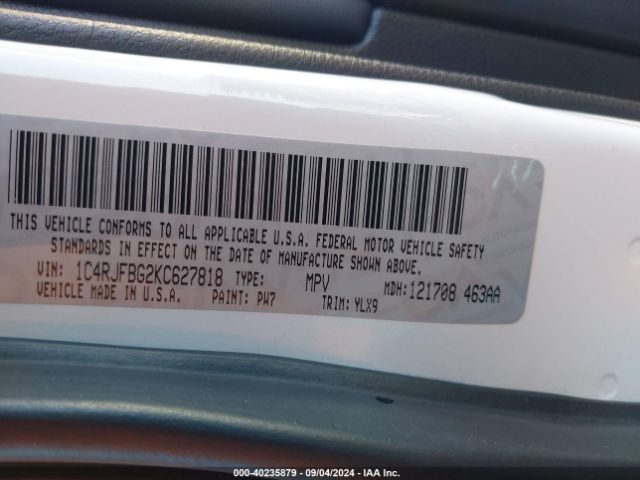 THIS VEHICLE CONFORMS TO ALL APPLICABLE U.S.A. FEDERAL MOTOR VEHICLE SAFETY
STANDARDS IN EFFECT ON THE DATE OF MANUFACTURE SHOWN ABOVE.
VIN: 1C4RJFBG2KC627818 TYPE: MPV MDH:121708 463AA
VEHICLE MADE IN U.S.A. PAINT: PW7 TRIM: YLX9
000-40235879 - 09/04/2024 - IAA Inc.